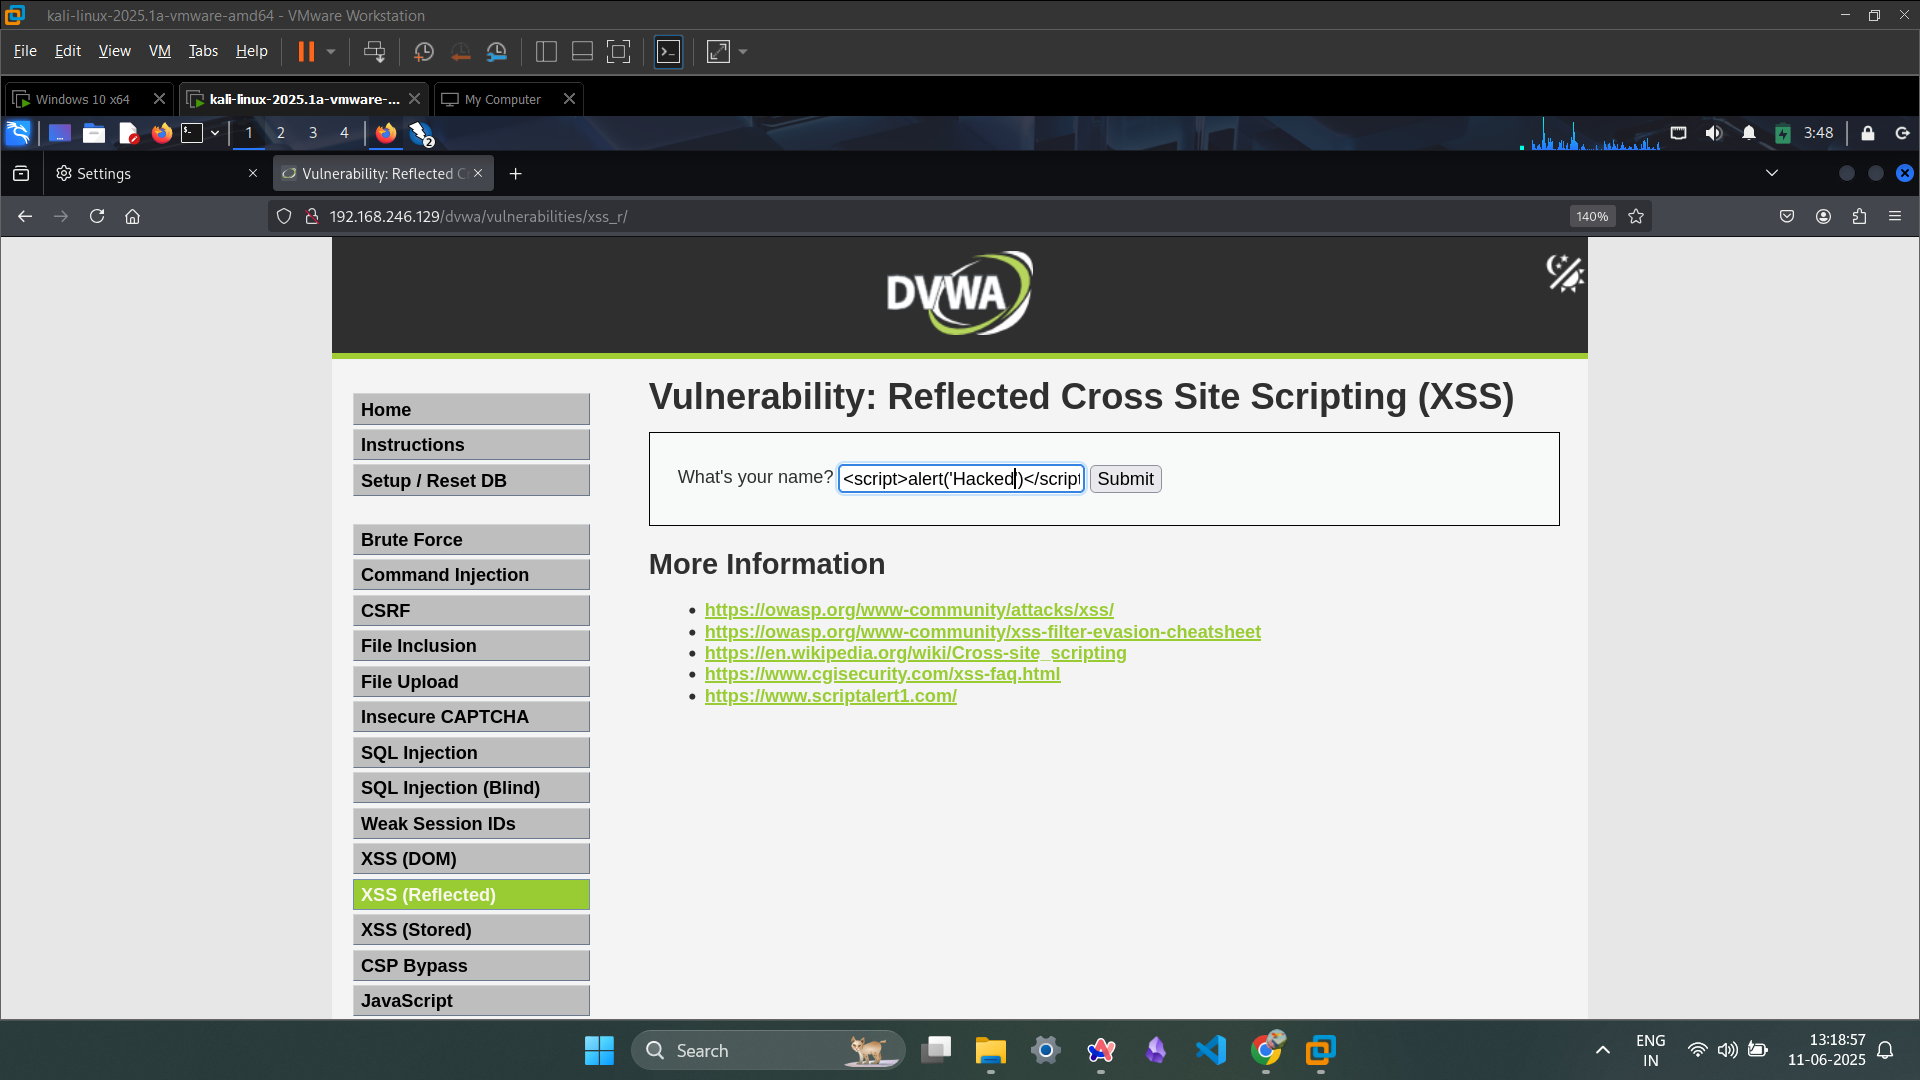 kali-linux-2025.1a-vmware-amd64 - VMware Workstation
File Edit View VM Tabs Help
Windows 10 x64 kali-linux-2025.1a-vmware-... My Computer
1 2 3 4 2 3:48
Settings Vulnerability: Reflected C
192.168.246.129/dvwa/vulnerabilities/xss_r/ 140%
DVWA
Home
Instructions
Setup / Reset DB
Brute Force
Command Injection
CSRF
File Inclusion
File Upload
Insecure CAPTCHA
SQL Injection
SQL Injection (Blind)
Weak Session IDs
XSS (DOM)
XSS (Reflected)
XSS (Stored)
CSP Bypass
JavaScript
Vulnerability: Reflected Cross Site Scripting (XSS)
What's your name? <script>alert('Hacked')</script Submit
More Information
https://owasp.org/www-community/attacks/xss/
https://owasp.org/www-community/xss-filter-evasion-cheatsheet
https://en.wikipedia.org/wiki/Cross-site_scripting
https://www.cgisecurity.com/xss-faq.html
https://www.scriptalert1.com/
Search
ENG
IN
13:18:57
11-06-2025